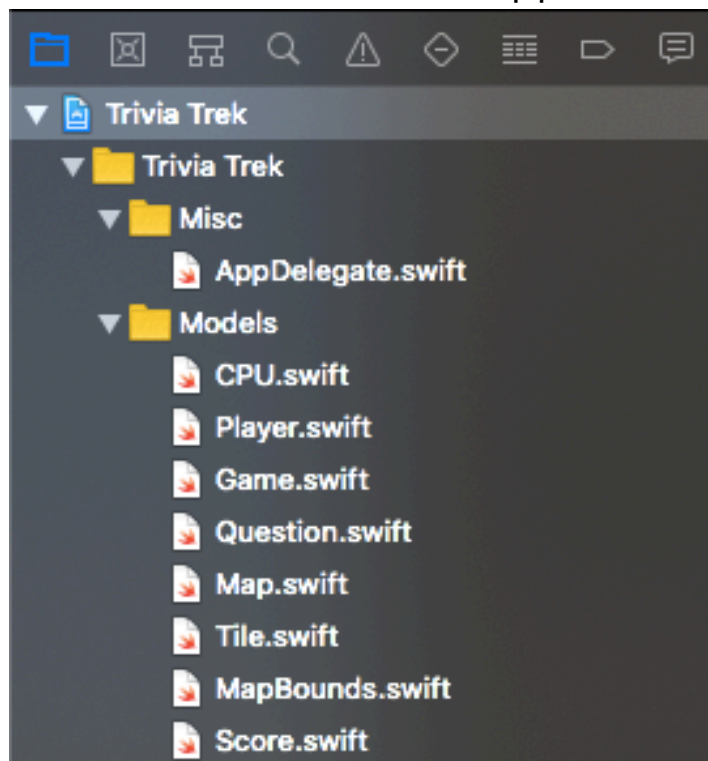 Trivia Trek
Trivia Trek
Misc
AppDelegate.swift
Models
CPU.swift
Player.swift
Game.swift
Question.swift
Map.swift
Tile.swift
MapBounds.swift
Score.swift